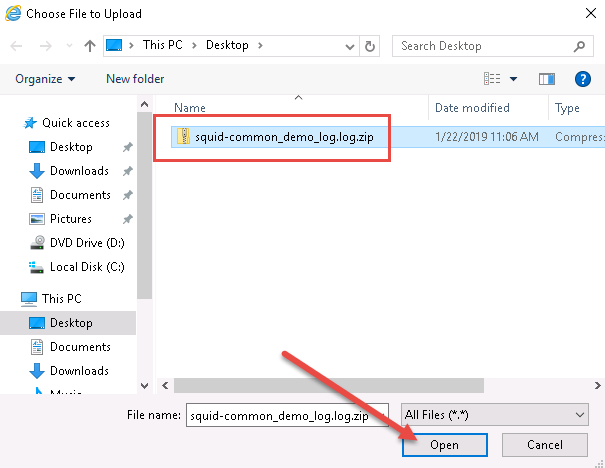 Choose File to Upload
This PC > Desktop >
Search Desktop
Organize
New folder
?
Name
Date modified
Type
Quick access
Desktop
Downloads
Documents
Pictures
DVD Drive (D:)
Local Disk (C:)
This PC
Desktop
Documents
Downloads
Music
squid-common_demo_log.log.zip 1/22/2019 11:06 AM Compres
File name: squid-common_demo_log.log.zip
All Files (*.*)
Open
Cancel